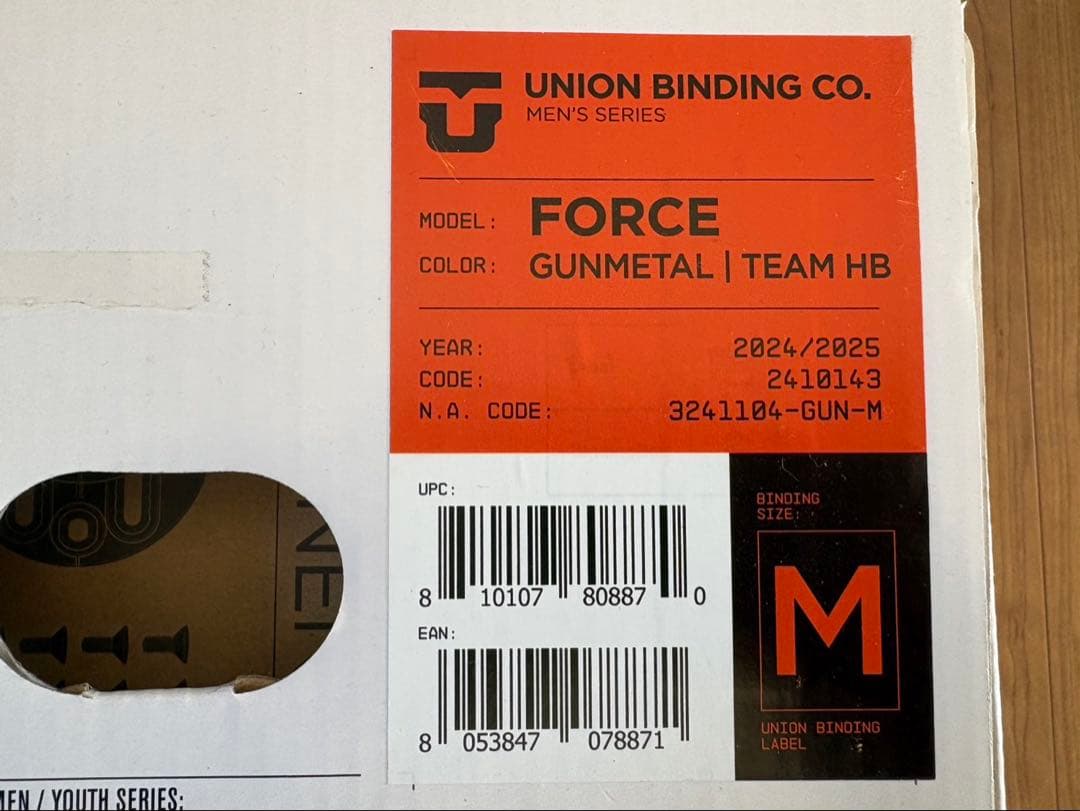 UNION BINDING CO.
MEN'S SERIES
MODEL: FORCE
COLOR: GUNMETAL | TEAM HB
YEAR: 2024/2025
CODE: 2410143
N.A. CODE: 3241104-GUN-M
UPC:
8 10107 80887 0
EAN:
8 053847 078871
BINDING
SIZE:
M
UNION BINDING
LABEL
MEN / YOUTH SERIES: